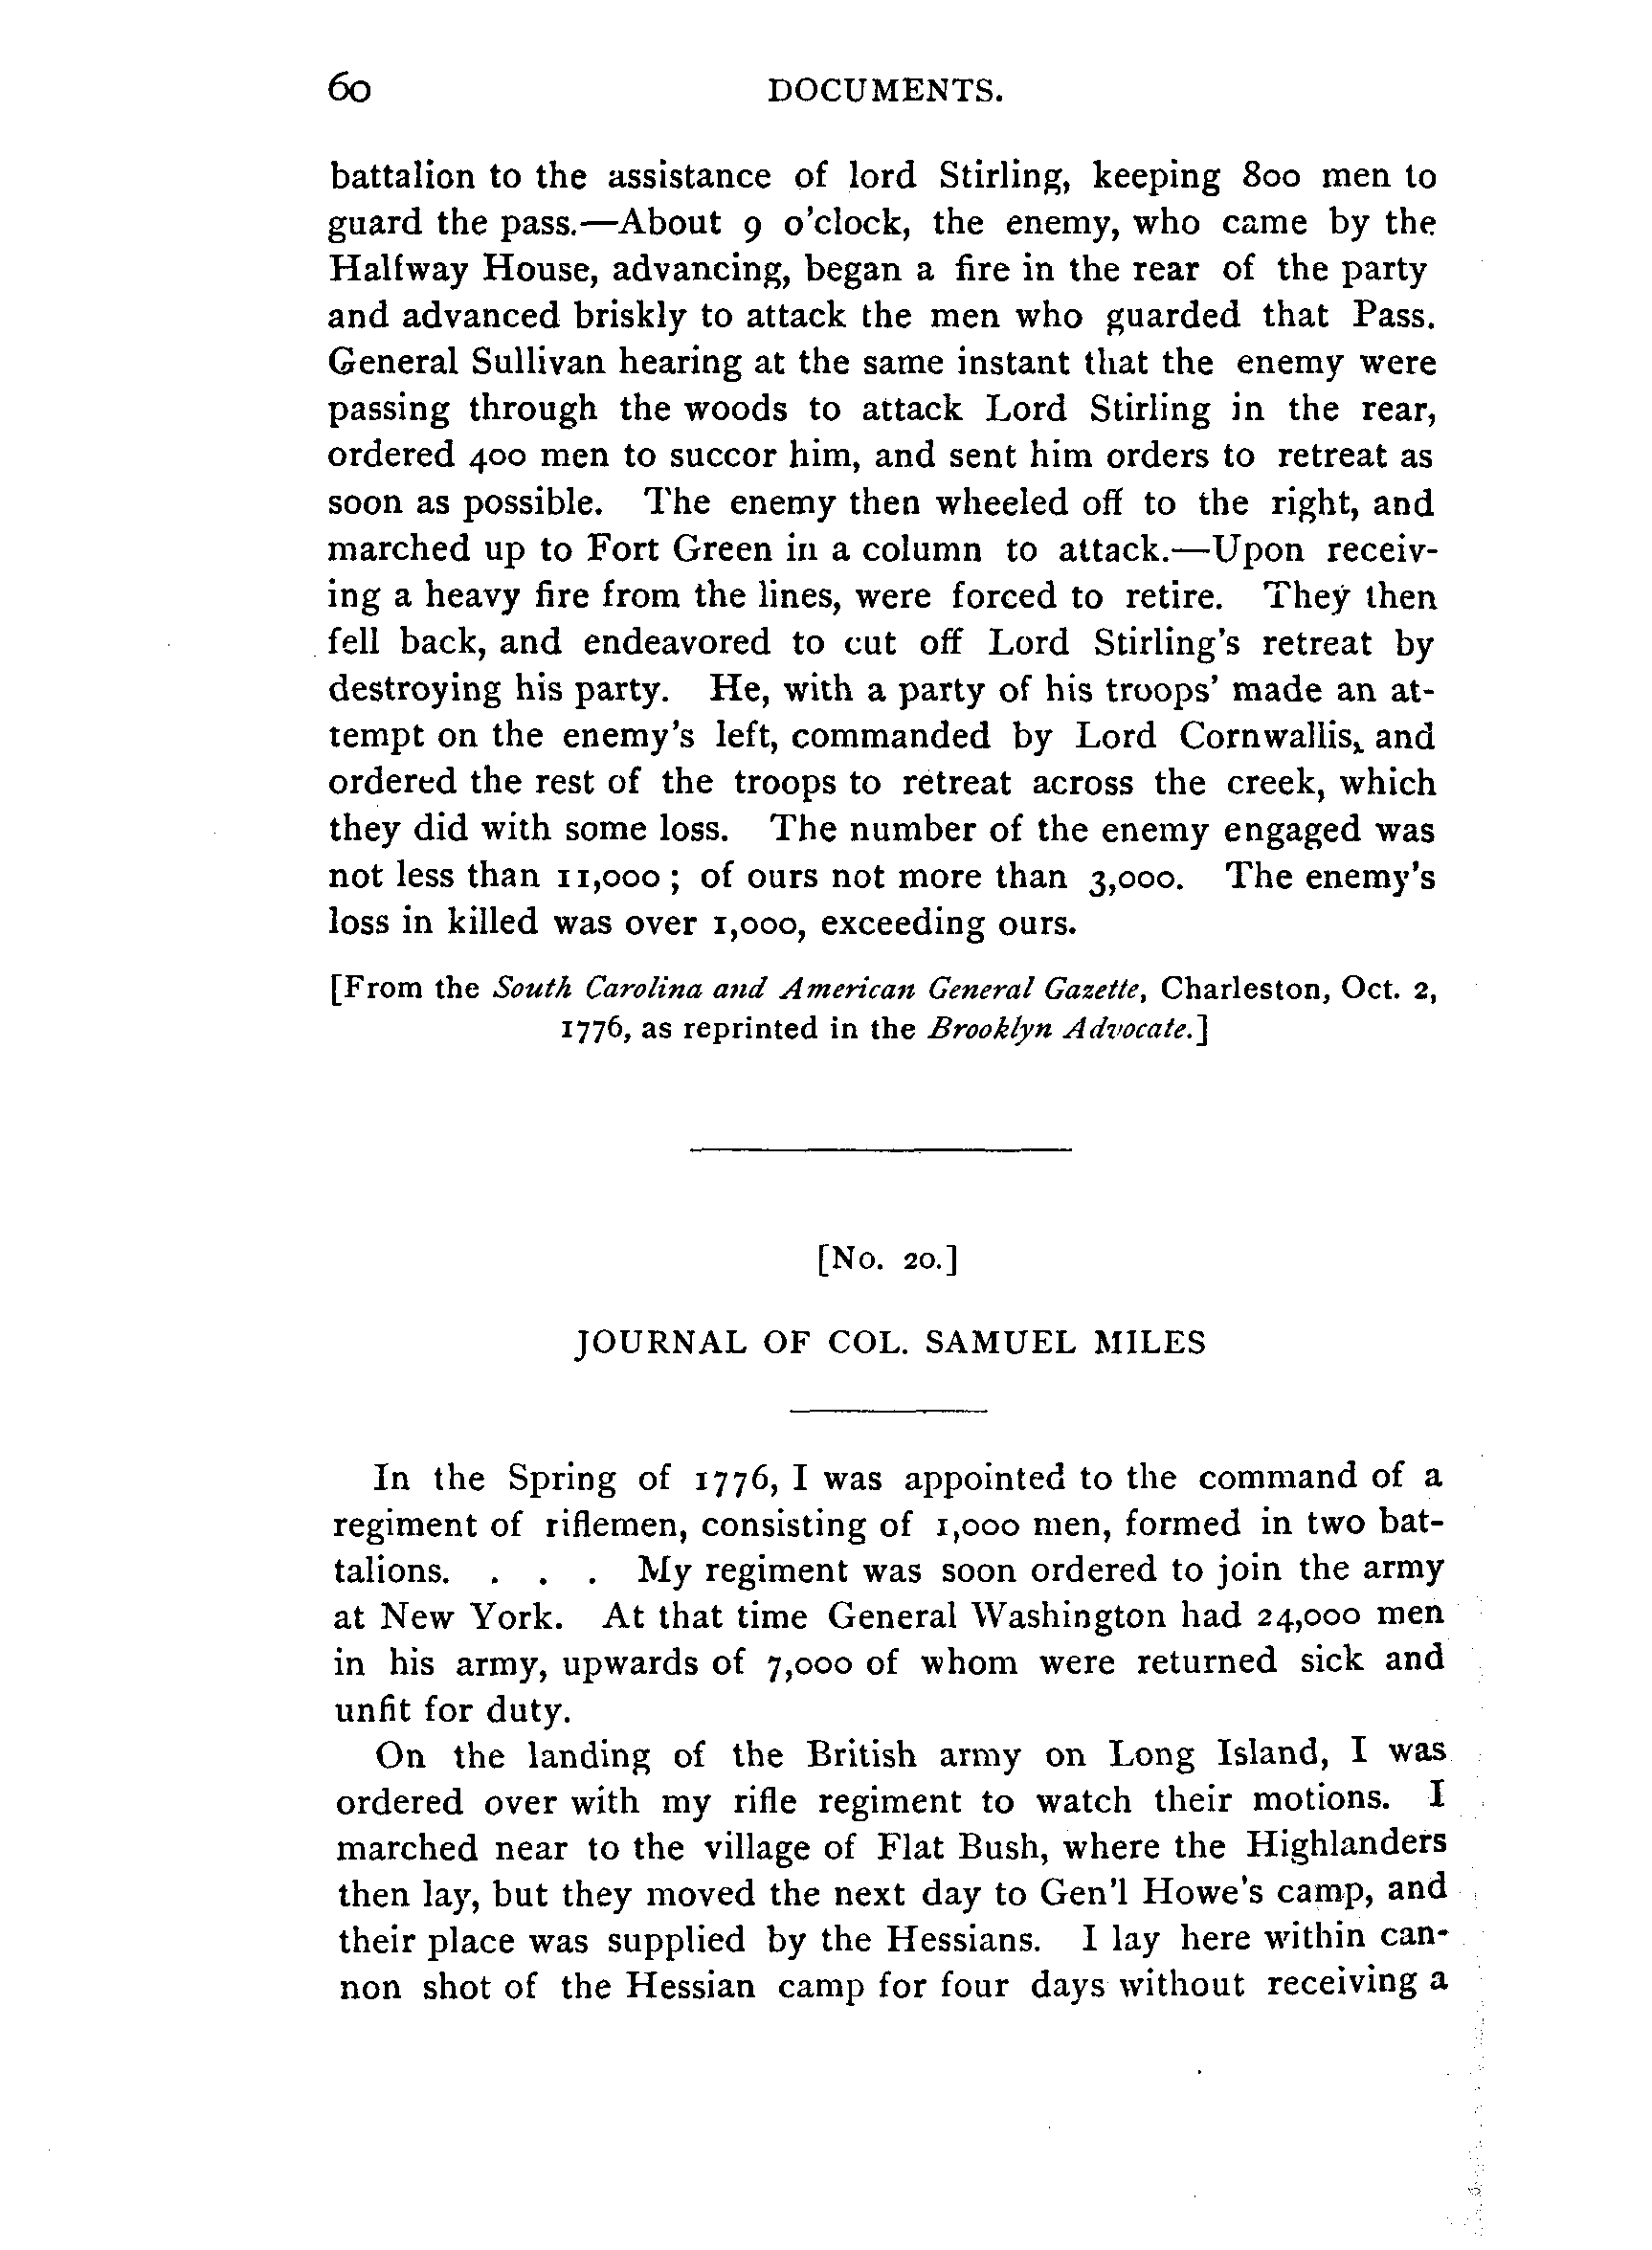 60 DOCUMENTS.
battalion to the assistance of lord Stirling, keeping 800 men to
guard the pass.—About 9 o'clock, the enemy, who came by the
Halfway House, advancing, began a fire in the rear of the party
and advanced briskly to attack the men who guarded that Pass.
General Sullivan hearing at the same instant that the enemy were
passing through the woods to attack Lord Stirling in the rear,
ordered 400 men to succor him, and sent him orders to retreat as
soon as possible. The enemy then wheeled off to the right, and
marched up to Fort Green in a column to attack.—Upon receiv-
ing a heavy fire from the lines, were forced to retire. They then
fell back, and endeavored to cut off Lord Stirling's retreat by
destroying his party. He, with a party of his troops' made an at-
tempt on the enemy's left, commanded by Lord Cornwallis, and
ordered the rest of the troops to retreat across the creek, which
they did with some loss. The number of the enemy engaged was
not less than 11,000 ; of ours not more than 3,000. The enemy's
loss in killed was over 1,000, exceeding ours.
[From the South Carolina and American General Gazette, Charleston, Oct. 2,
1776, as reprinted in the Brooklyn Advocate.]
[No. 20.]
JOURNAL OF COL. SAMUEL MILES
In the Spring of 1776, I was appointed to the command of a
regiment of riflemen, consisting of 1,000 men, formed in two bat-
talions. . . . My regiment was soon ordered to join the army
at New York. At that time General Washington had 24,000 men
in his army, upwards of 7,000 of whom were returned sick and
unfit for duty.
On the landing of the British army on Long Island, I was
ordered over with my rifle regiment to watch their motions. I
marched near to the village of Flat Bush, where the Highlanders
then lay, but they moved the next day to Gen'l Howe's camp, and
their place was supplied by the Hessians. I lay here within can-
non shot of the Hessian camp for four days without receiving a